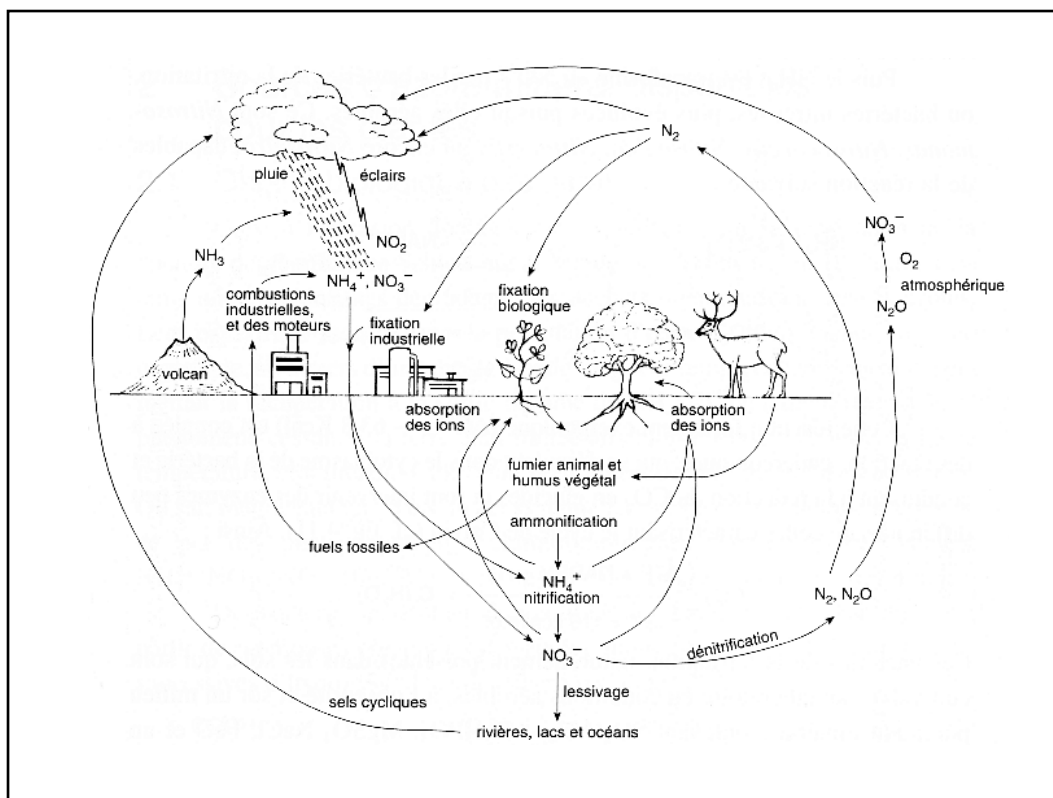 N₂
pluie
éclairs
NO₃⁻
NO₂
O₂
atmosphérique
NH₃
NH₄⁺, NO₃⁻
fixation
biologique
combustions
industrielles,
et des moteurs
N₂O
fixation
industrielle
volcan
absorption
des ions
absorption
des ions
fumier animal et
humus végétal
ammonification
fuels fossiles
NH₄⁺
nitrification
N₂, N₂O
dénitrification
NO₃⁻
lessivage
sels cycliques
rivières, lacs et océans